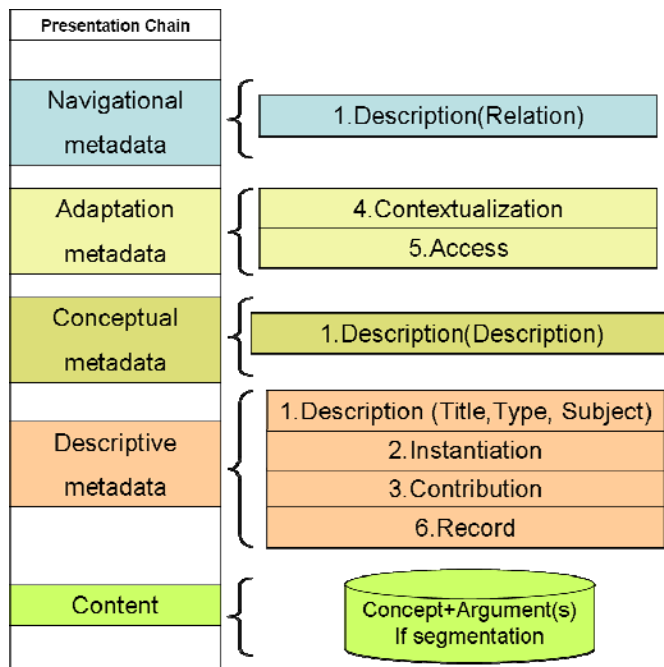 Presentation Chain
Navigational
metadata
1.Description(Relation)
Adaptation
metadata
4.Contextualization
5.Access
Conceptual
metadata
1.Description(Description)
Descriptive
metadata
1.Description (Title,Type, Subject)
2.Instantiation
3.Contribution
6.Record
Content
Concept+Argument(s)
If segmentation